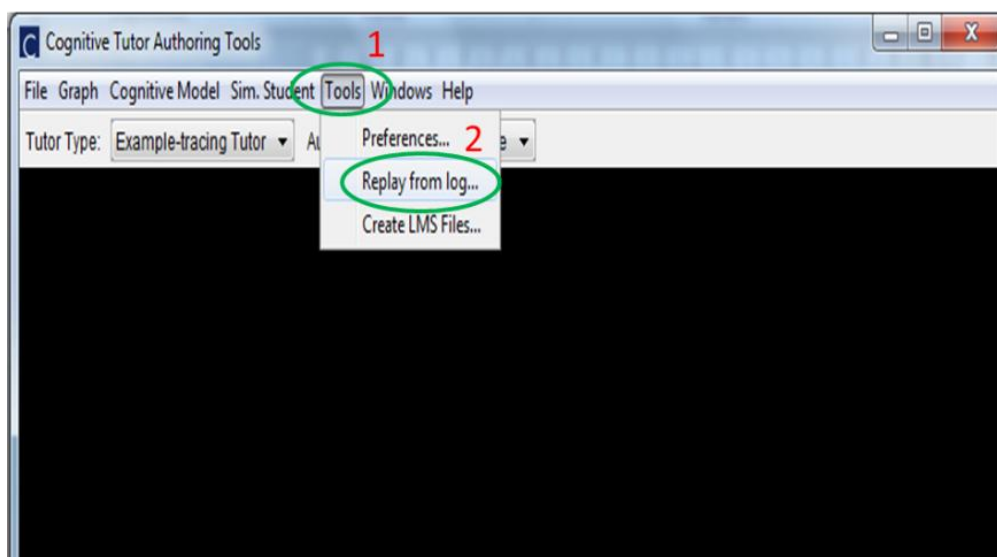 Cognitive Tutor Authoring Tools
1
File Graph Cognitive Model Sim. Student Tools Windows Help
Tutor Type: Example-tracing Tutor
Preferences... 2
Replay from log...
Create LMS Files...